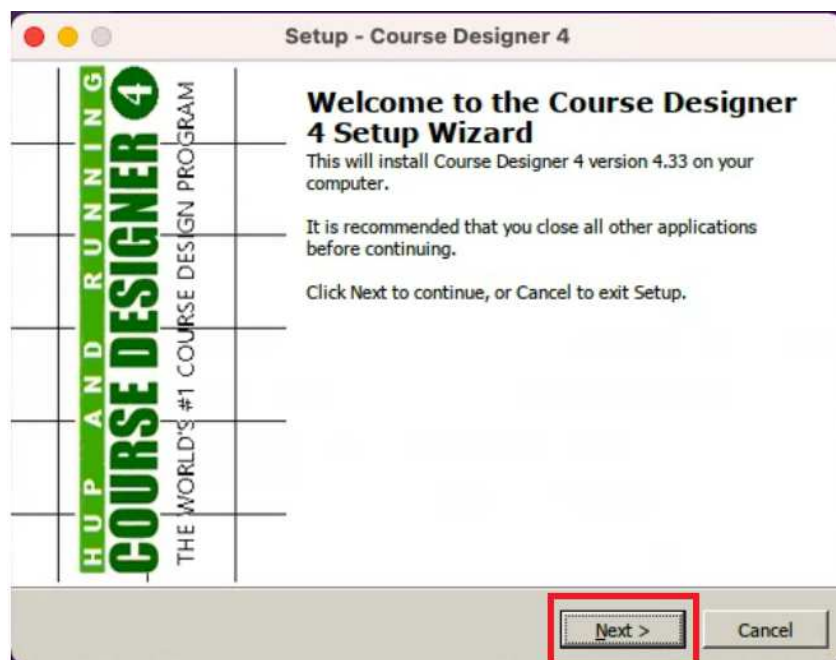 Setup - Course Designer 4
HUP AND RUNNING
COURSE DESIGNER 4
THE WORLD'S #1 COURSE DESIGN PROGRAM
Welcome to the Course Designer
4 Setup Wizard
This will install Course Designer 4 version 4.33 on your
computer.
It is recommended that you close all other applications
before continuing.
Click Next to continue, or Cancel to exit Setup.
Next >
Cancel